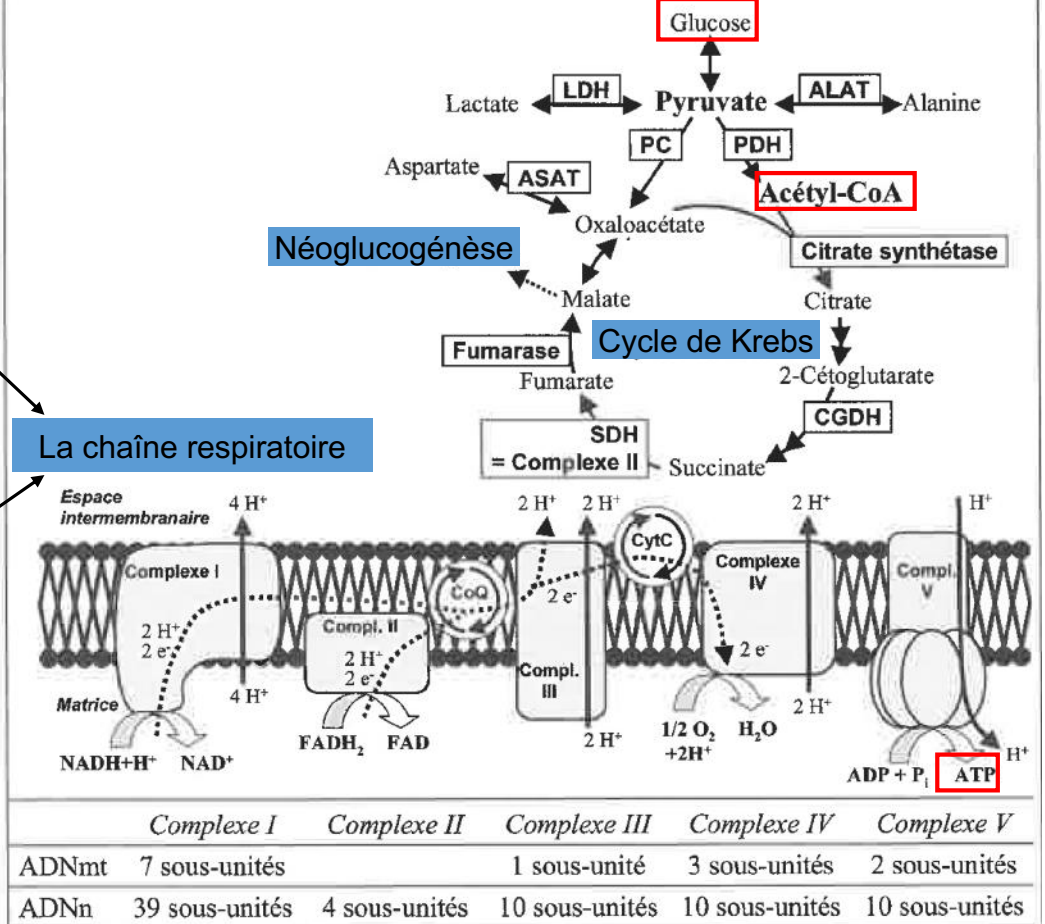 Glucose
LDH
ALAT
Lactate
Pyruvate
Alanine
PC
PDH
Aspartate
ASAT
Acétyl-CoA
Oxaloacétate
Néoglucogénèse
Citrate synthétase
Malate
Citrate
Fumarase
Cycle de Krebs
Fumarate
2-Cétoglutarate
CGDH
SDH
= Complexe II
Succinate
La chaîne respiratoire
Espace
intermembranaire
4 H⁺
2 H⁺
2 H⁺
2 H⁺
H⁺
Complexe I
CoQ
CytC
Complexe
IV
Compl.
V
2 H⁺
2 e⁻
Compl. II
2 H⁺
2 e⁻
2 e⁻
Compl.
III
2 e⁻
Matrice
4 H⁺
2 H⁺
2 H⁺
H⁺
NADH+H⁺ NAD⁺
FADH₂ FAD
1/2 O₂ H₂O
+2H⁺
ADP + Pᵢ ATP
Complexe I Complexe II Complexe III Complexe IV Complexe V
ADNmt 7 sous-unités 1 sous-unité 3 sous-unités 2 sous-unités
ADNn 39 sous-unités 4 sous-unités 10 sous-unités 10 sous-unités 10 sous-unités